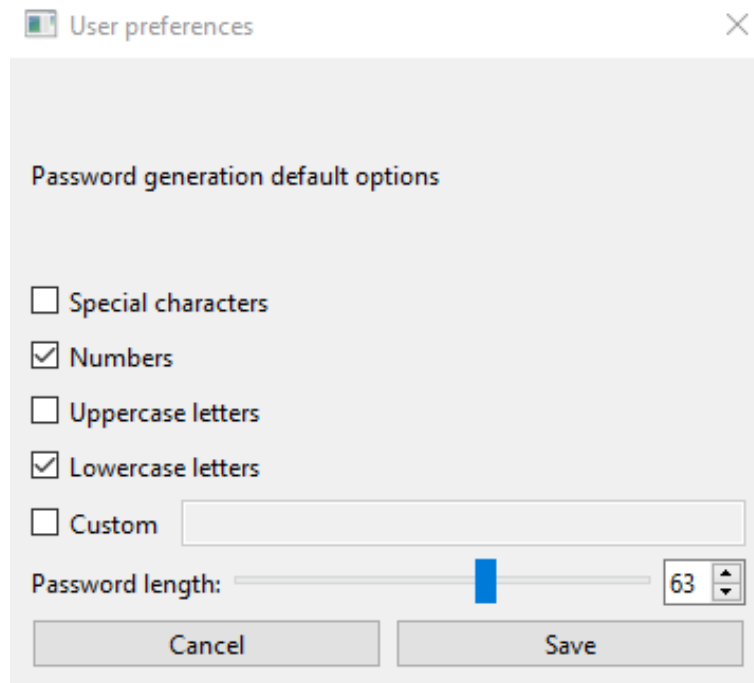 User preferences
Password generation default options
Special characters
Numbers
Uppercase letters
Lowercase letters
Custom
Password length: 63
Cancel Save